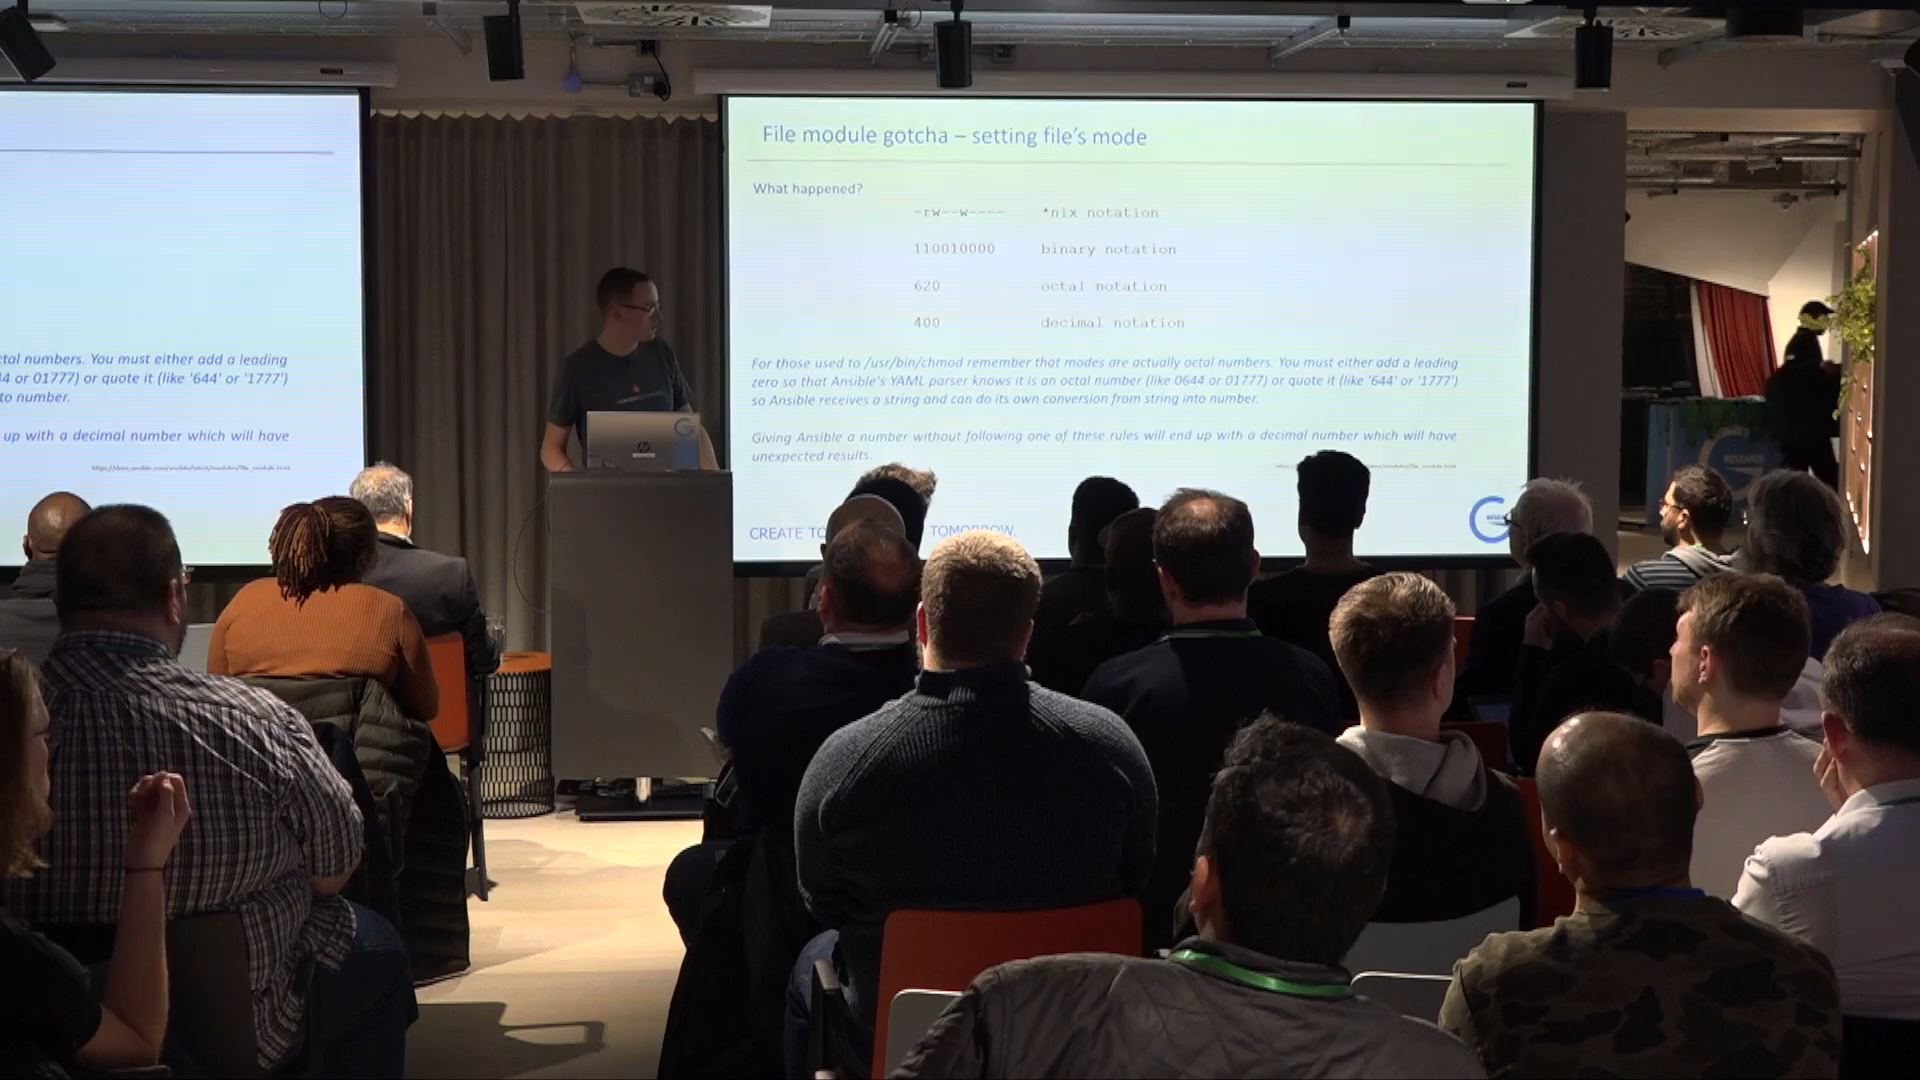 ctal numbers. You must either add a leading
4 or 01777) or quote it (like '644' or '1777')
to number.
up with a decimal number which will have
File module gotcha – setting file's mode
What happened?
-rw--w---- *nix notation
110010000 binary notation
620 octal notation
400 decimal notation
For those used to /usr/bin/chmod remember that modes are actually octal numbers. You must either add a leading
zero so that Ansible's YAML parser knows it is an octal number (like 0644 or 01777) or quote it (like '644' or '1777')
so Ansible receives a string and can do its own conversion from string into number.
Giving Ansible a number without following one of these rules will end up with a decimal number which will have
unexpected results.
CREATE TOMORROW.
hp
G
RESEARCH